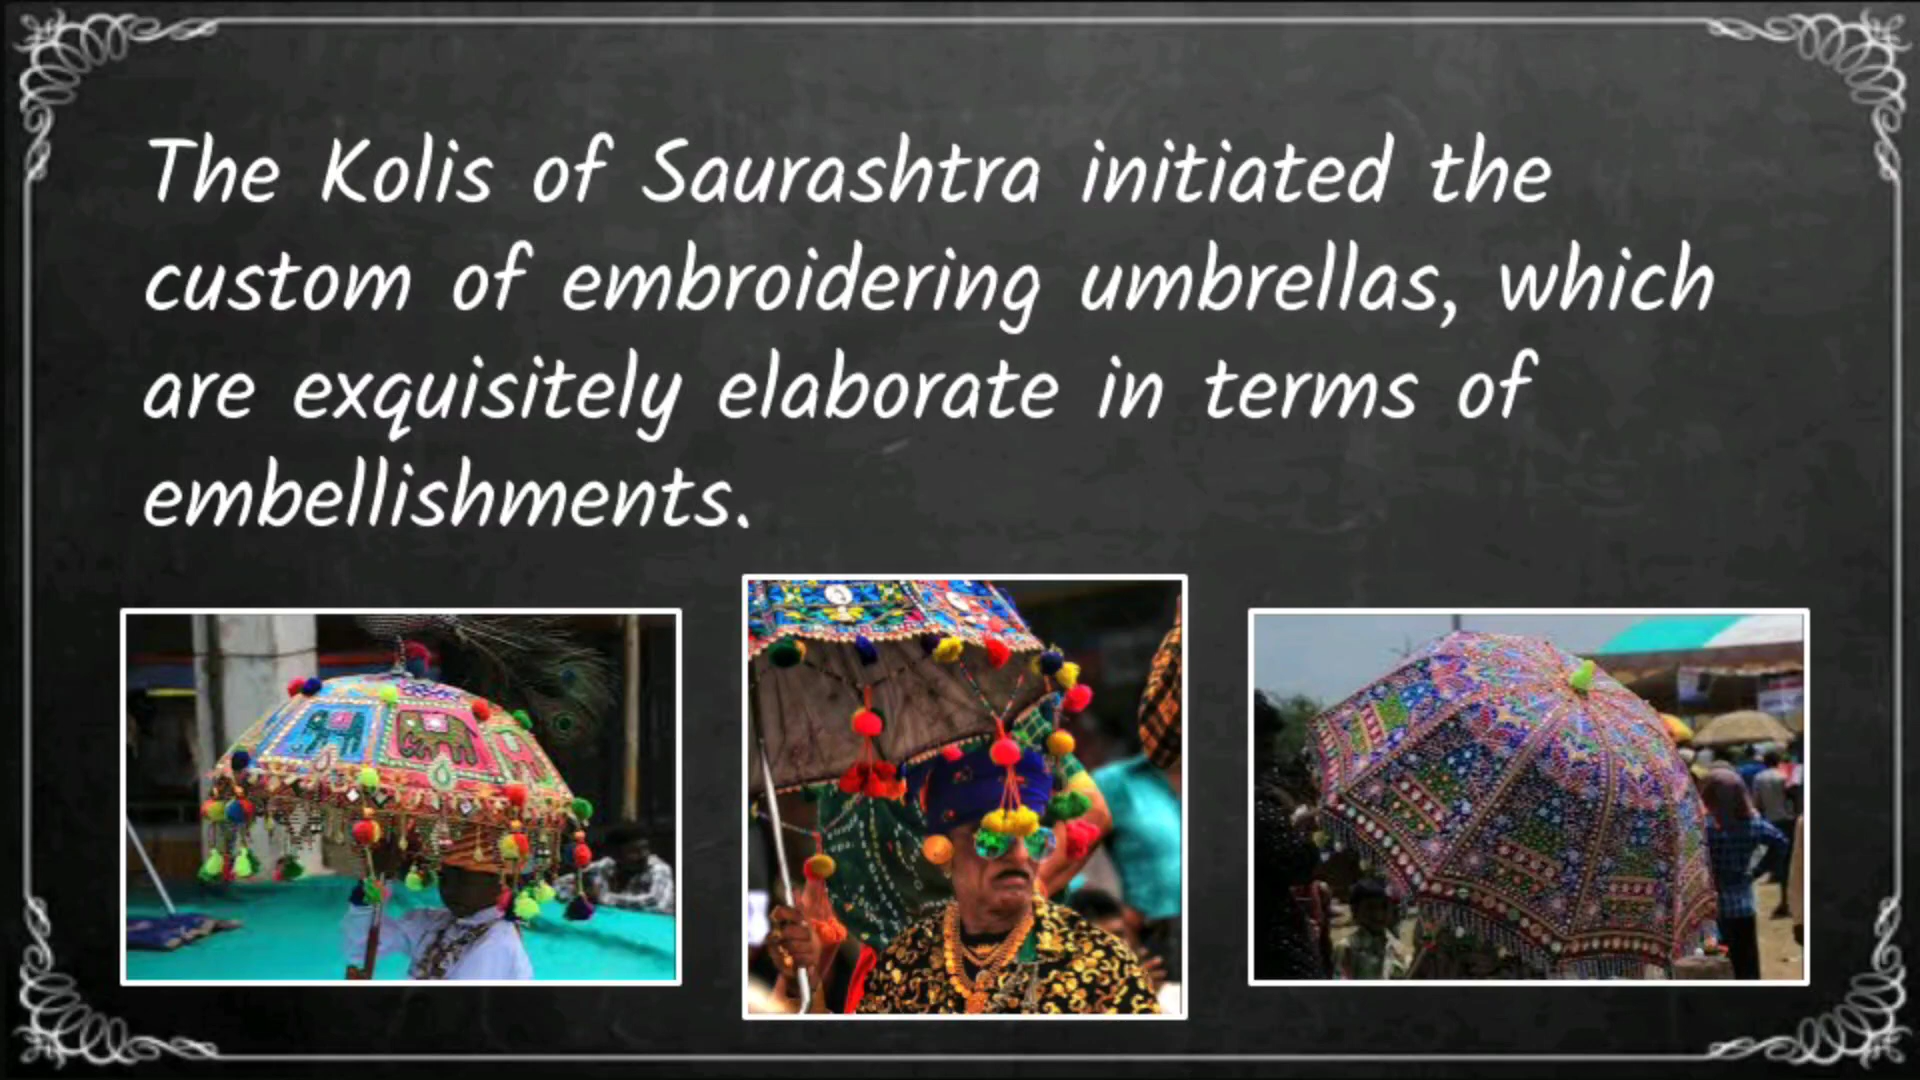 The Kolis of Saurashtra initiated the
custom of embroidering umbrellas, which
are exquisitely elaborate in terms of
embellishments.